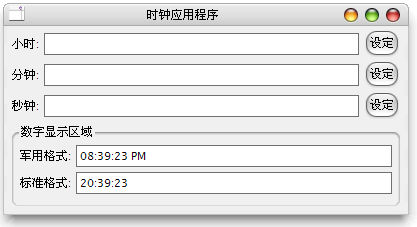 时钟应用程序
小时: 设定
分钟: 设定
秒钟: 设定
数字显示区域
军用格式: 08:39:23 PM
标准格式: 20:39:23